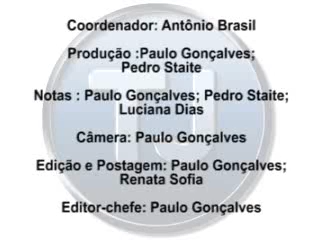 Coordenador: Antônio Brasil
Produção :Paulo Gonçalves;
Pedro Staite
Notas : Paulo Gonçalves; Pedro Staite;
Luciana Dias
Câmera: Paulo Gonçalves
Edição e Postagem: Paulo Gonçalves;
Renata Sofia
Editor-chefe: Paulo Gonçalves